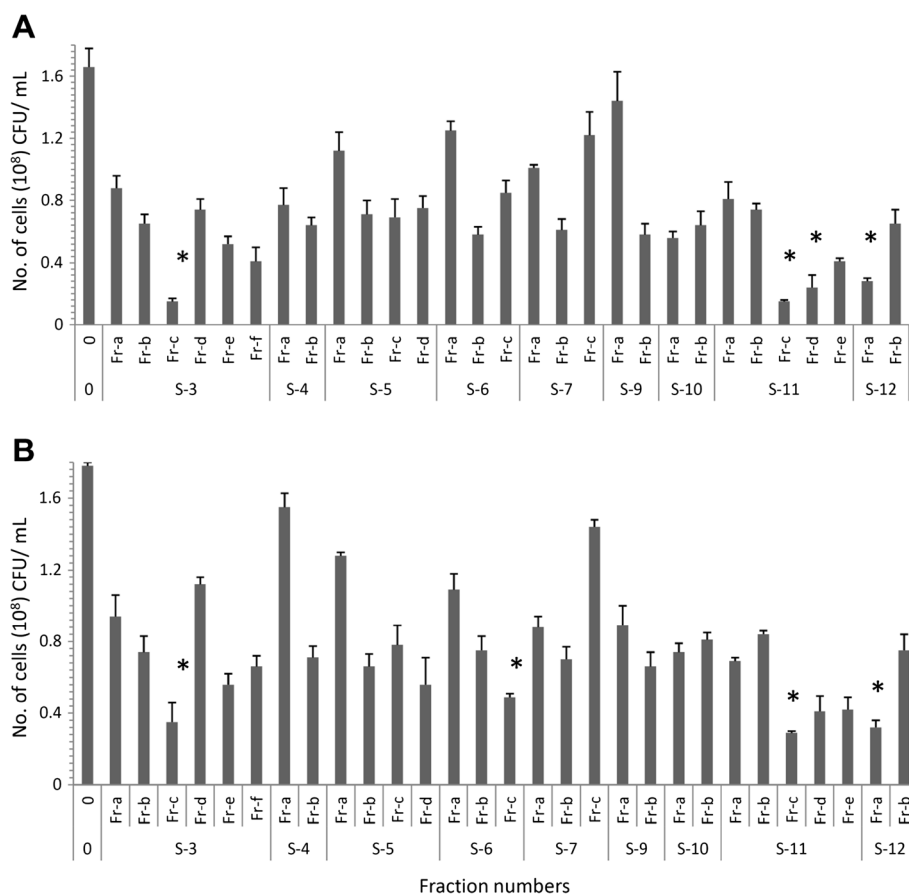 A
No. of cells (10⁸) CFU/ mL
1.6
1.2
0.8
0.4
0
* * * *
0 Fr-a Fr-b Fr-c Fr-d Fr-e Fr-f Fr-a Fr-b Fr-a Fr-b Fr-c Fr-d Fr-a Fr-b Fr-c Fr-a Fr-b Fr-c Fr-a Fr-b Fr-a Fr-b Fr-a Fr-b Fr-c Fr-d Fr-e Fr-a Fr-b
0 S-3 S-4 S-5 S-6 S-7 S-9 S-10 S-11 S-12
B
No. of cells (10⁸) CFU/ mL
1.6
1.2
0.8
0.4
0
* * * *
0 Fr-a Fr-b Fr-c Fr-d Fr-e Fr-f Fr-a Fr-b Fr-a Fr-b Fr-c Fr-d Fr-a Fr-b Fr-c Fr-a Fr-b Fr-c Fr-a Fr-b Fr-a Fr-b Fr-a Fr-b Fr-c Fr-d Fr-e Fr-a Fr-b
0 S-3 S-4 S-5 S-6 S-7 S-9 S-10 S-11 S-12
Fraction numbers